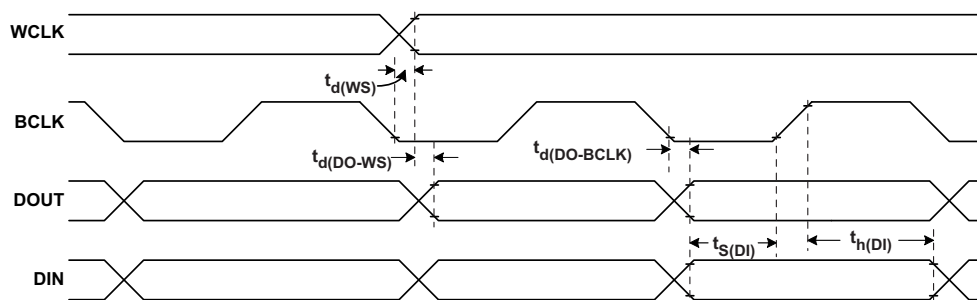 WCLK
td(WS)
BCLK
td(DO-WS)
td(DO-BCLK)
DOUT
tS(DI)
th(DI)
DIN